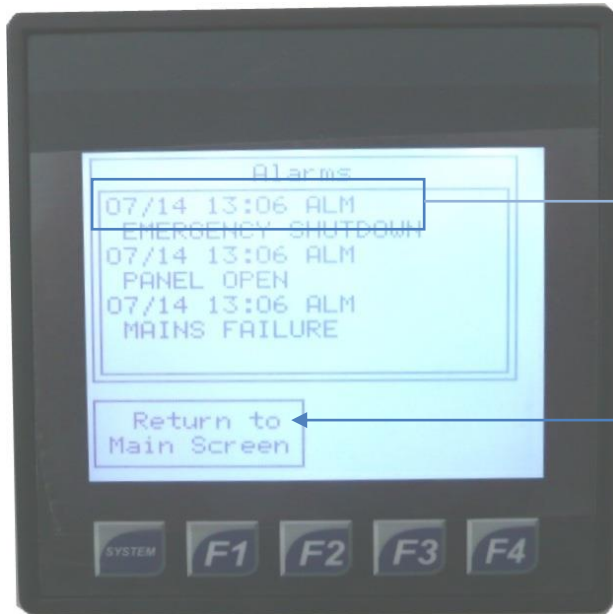 Alarms
07/14 13:06 ALM
EMERGENCY SHUTDOWN
07/14 13:06 ALM
PANEL OPEN
07/14 13:06 ALM
MAINS FAILURE
Return to
Main Screen
SYSTEM F1 F2 F3 F4